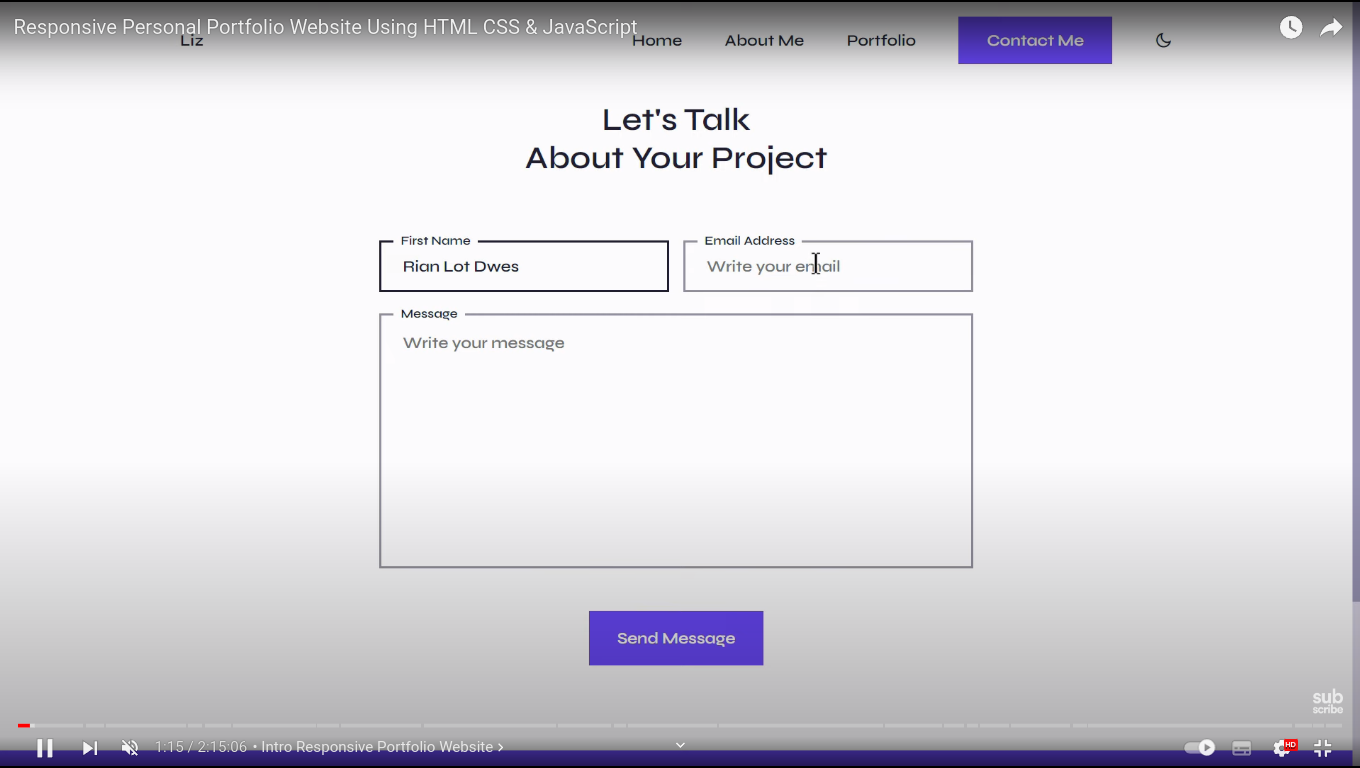 Responsive Personal Portfolio Website Using HTML CSS & JavaScript
Liz Home About Me Portfolio Contact Me
Let's Talk
About Your Project
First Name Email Address
Rian Lot Dwes Write your email
Message
Write your message
Send Message
sub
scribe
1:15 / 2:15:06 • Intro Responsive Portfolio Website >
HD